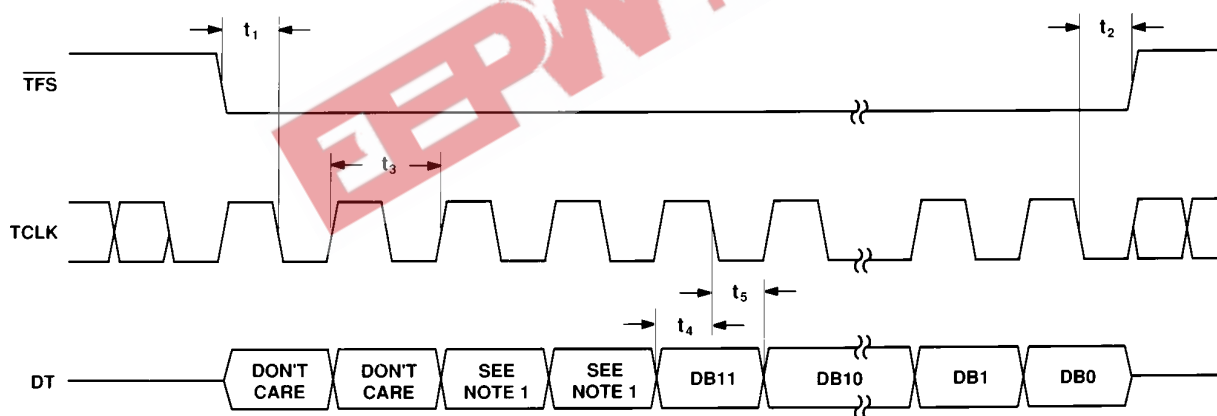 EEPW
t1
t2
TFS
t3
TCLK
t5
t4
DT
DON'T
CARE
DON'T
CARE
SEE
NOTE 1
SEE
NOTE 1
DB11
DB10
DB1
DB0